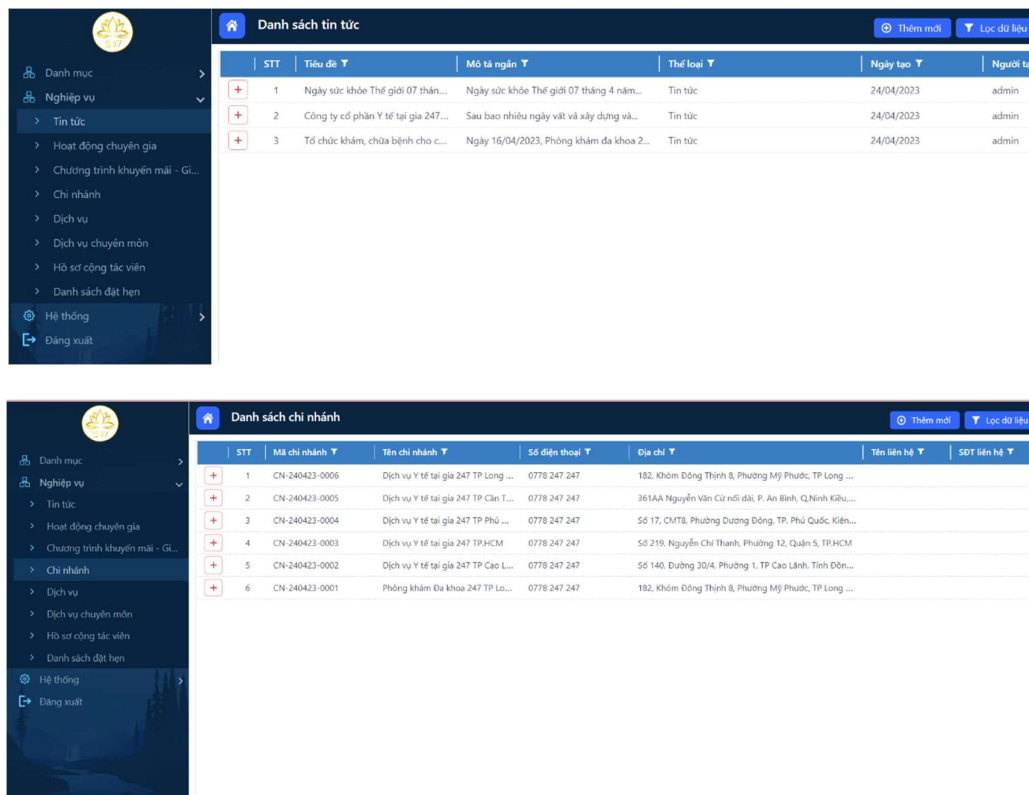 247
Danh mục
Nghiệp vụ
Tin tức
Hoạt động chuyên gia
Chương trình khuyến mãi - Gi...
Chi nhánh
Dịch vụ
Dịch vụ chuyên môn
Hồ sơ cộng tác viên
Danh sách đặt hẹn
Hệ thống
Đăng xuất
Danh sách tin tức
Thêm mới Lọc dữ liệu
STT Tiêu đề Mô tả ngắn Thể loại Ngày tạo Người tạ
1 Ngày sức khỏe Thế giới 07 thán... Ngày sức khỏe Thế giới 07 tháng 4 năm... Tin tức 24/04/2023 admin
2 Công ty cổ phần Y tế tại gia 247... Sau bao nhiêu ngày vất vả xây dựng và... Tin tức 24/04/2023 admin
3 Tổ chức khám, chữa bệnh cho c... Ngày 16/04/2023, Phòng khám đa khoa 2... Tin tức 24/04/2023 admin
247
Danh mục
Nghiệp vụ
Tin tức
Hoạt động chuyên gia
Chương trình khuyến mãi - Gi...
Chi nhánh
Dịch vụ
Dịch vụ chuyên môn
Hồ sơ cộng tác viên
Danh sách đặt hẹn
Hệ thống
Đăng xuất
Danh sách chi nhánh
Thêm mới Lọc dữ liệu
STT Mã chi nhánh Tên chi nhánh Số điện thoại Địa chỉ Tên liên hệ SĐT liên hệ
1 CN-240423-0006 Dịch vụ Y tế tại gia 247 TP Long ... 0778 247 247 182, Khóm Đông Thịnh 8, Phường Mỹ Phước, TP Long ...
2 CN-240423-0005 Dịch vụ Y tế tại gia 247 TP Cần T... 0778 247 247 361AA Nguyễn Văn Cừ nối dài, P. An Bình, Q.Ninh Kiều,...
3 CN-240423-0004 Dịch vụ Y tế tại gia 247 TP Phú ... 0778 247 247 Số 17, CMT8, Phường Dương Đông, TP. Phú Quốc, Kiên...
4 CN-240423-0003 Dịch vụ Y tế tại gia 247 TP.HCM 0778 247 247 Số 219, Nguyễn Chí Thanh, Phường 12, Quận 5, TP.HCM
5 CN-240423-0002 Dịch vụ Y tế tại gia 247 TP Cao L... 0778 247 247 Số 140, Đường 30/4, Phường 1, TP Cao Lãnh, Tỉnh Đồn...
6 CN-240423-0001 Phòng khám Đa khoa 247 TP Lo... 0778 247 247 182, Khóm Đông Thịnh 8, Phường Mỹ Phước, TP Long ...